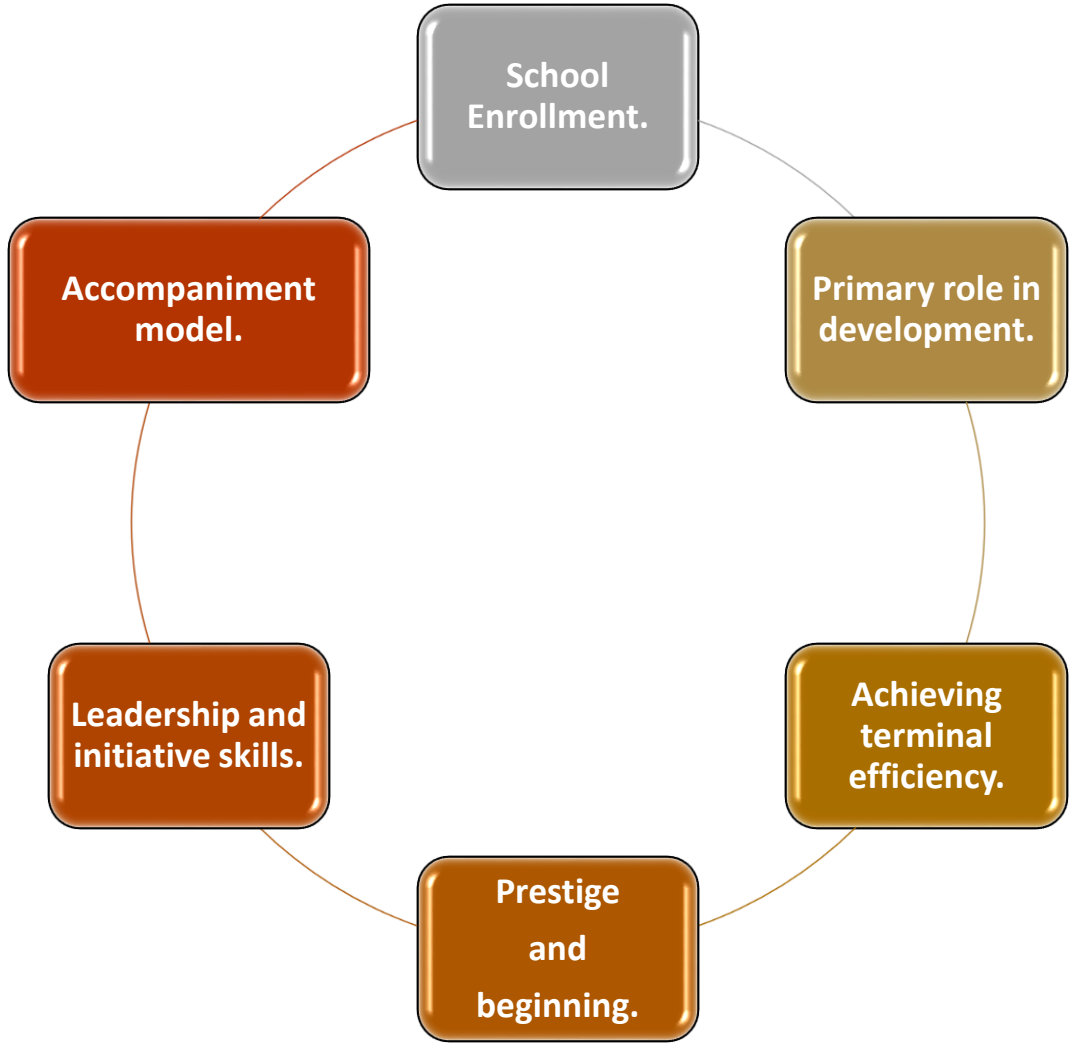 School
Enrollment.
Primary role in
development.
Achieving
terminal
efficiency.
Prestige
and
beginning.
Leadership and
initiative skills.
Accompaniment
model.